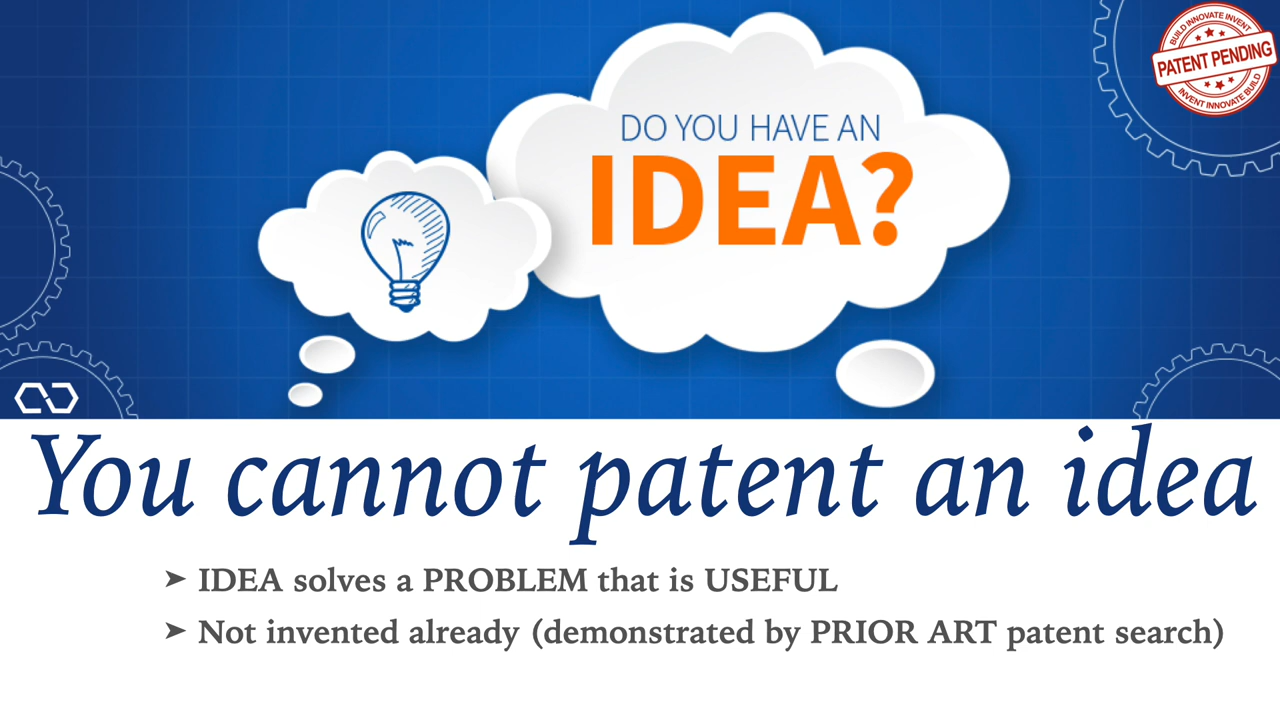 BUILD INNOVATE INVENT
PATENT PENDING
INVENT INNOVATE BUILD
DO YOU HAVE AN
IDEA?
You cannot patent an idea
➤ IDEA solves a PROBLEM that is USEFUL
➤ Not invented already (demonstrated by PRIOR ART patent search)